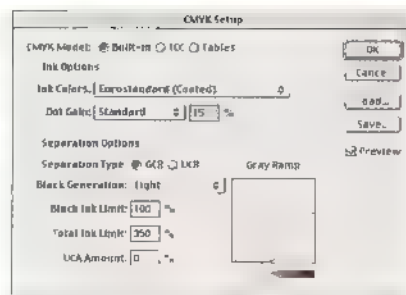 CMYK Setup
CMYK Model: Built-in ICC Tables
OK
Ink Options
Cancel
Ink Colors: Eurostandard (Coated)
Load...
Dot Gain: Standard 15 %
Save...
Separation Options
Preview
Separation Type GCR UCR
Gray Ramp
Black Generation: Light
Black Ink Limit: 100 %
Total Ink Limit: 350 %
UCA Amount: 0 %